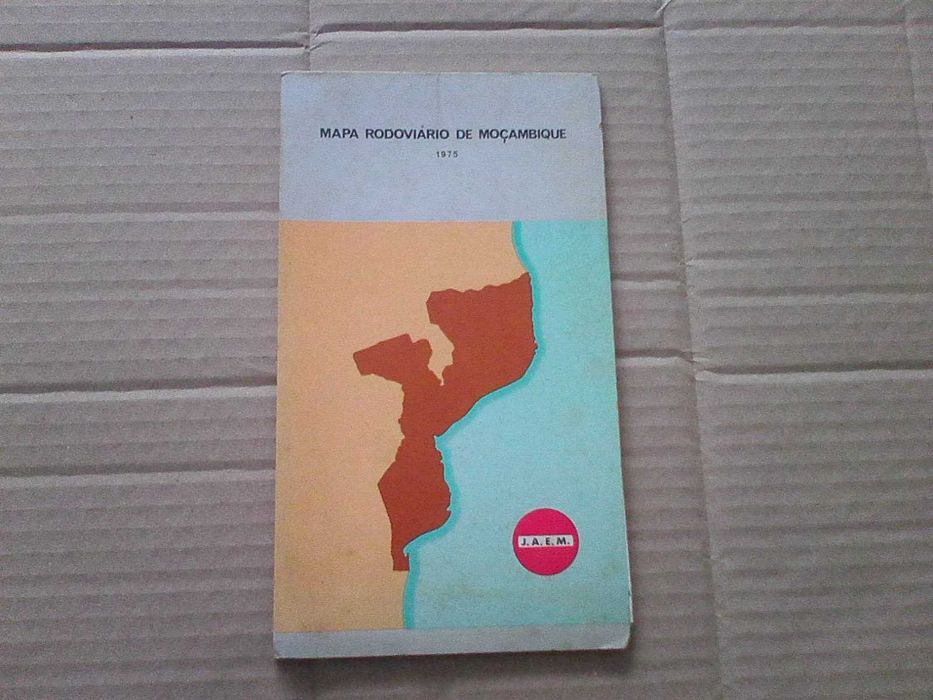 MAPA RODOVIÁRIO DE MOÇAMBIQUE
1975
J.A.E.M.